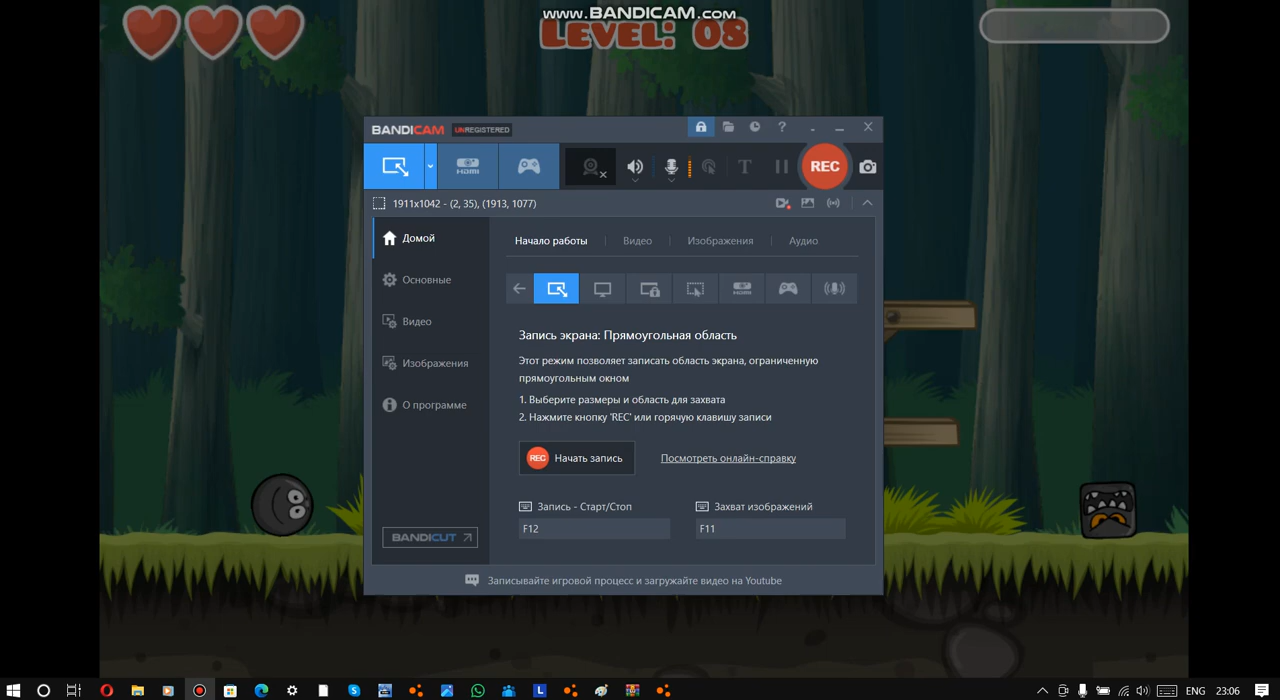 www.BANDICAM.com
LEVEL: 08
BANDICAM UNREGISTERED
?
HDMI
T
REC
1911x1042 - (2, 35), (1913, 1077)
Домой
Начало работы
Видео
Изображения
Аудио
Основные
HDMI
Видео
Запись экрана: Прямоугольная область
Этот режим позволяет записать область экрана, ограниченную
прямоугольным окном
Изображения
1. Выберите размеры и область для захвата
О программе
2. Нажмите кнопку 'REC' или горячую клавишу записи
REC Начать запись
Посмотреть онлайн-справку
Запись - Старт/Стоп
Захват изображений
F12
F11
BANDICUT
Записывайте игровой процесс и загружайте видео на Youtube
L
ENG 23:06